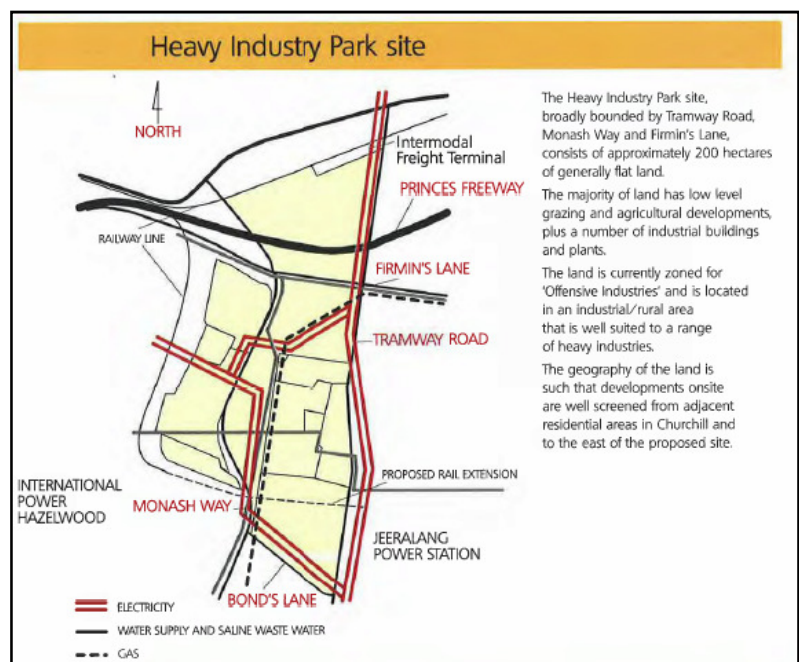 Heavy Industry Park site
NORTH
Intermodal
Freight Terminal
PRINCES FREEWAY
RAILWAY LINE
FIRMIN'S LANE
TRAMWAY ROAD
PROPOSED RAIL EXTENSION
INTERNATIONAL
POWER
HAZELWOOD
MONASH WAY
JEERALANG
POWER STATION
BOND'S LANE
ELECTRICITY
WATER SUPPLY AND SALINE WASTE WATER
GAS
The Heavy Industry Park site,
broadly bounded by Tramway Road,
Monash Way and Firmin's Lane,
consists of approximately 200 hectares
of generally flat land.
The majority of land has low level
grazing and agricultural developments,
plus a number of industrial buildings
and plants.
The land is currently zoned for
'Offensive Industries' and is located
in an industrial/rural area
that is well suited to a range
of heavy industries.
The geography of the land is
such that developments onsite
are well screened from adjacent
residential areas in Churchill and
to the east of the proposed site.